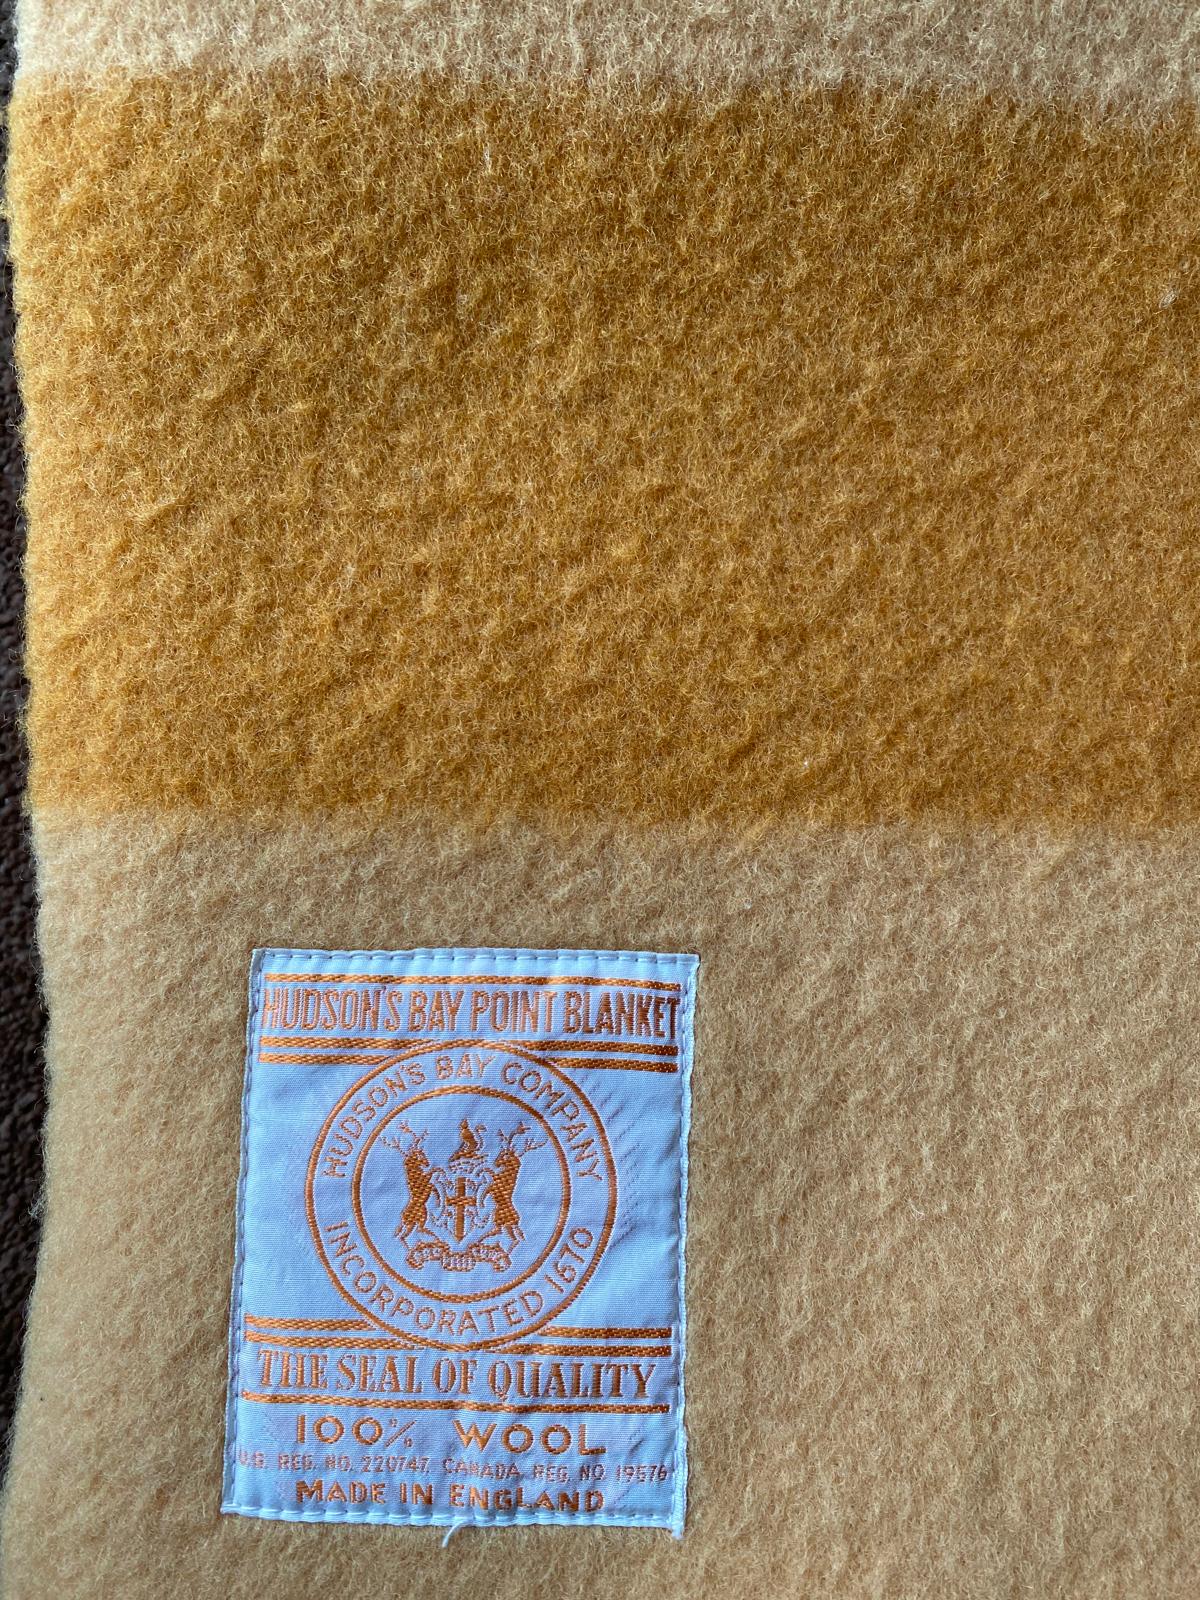 HUDSON'S BAY POINT BLANKET
HUDSON'S BAY COMPANY
INCORPORATED 1670
THE SEAL OF QUALITY
100% WOOL
U.S. REG. NO. 220747, CANADA REG. NO. 19576
MADE IN ENGLAND